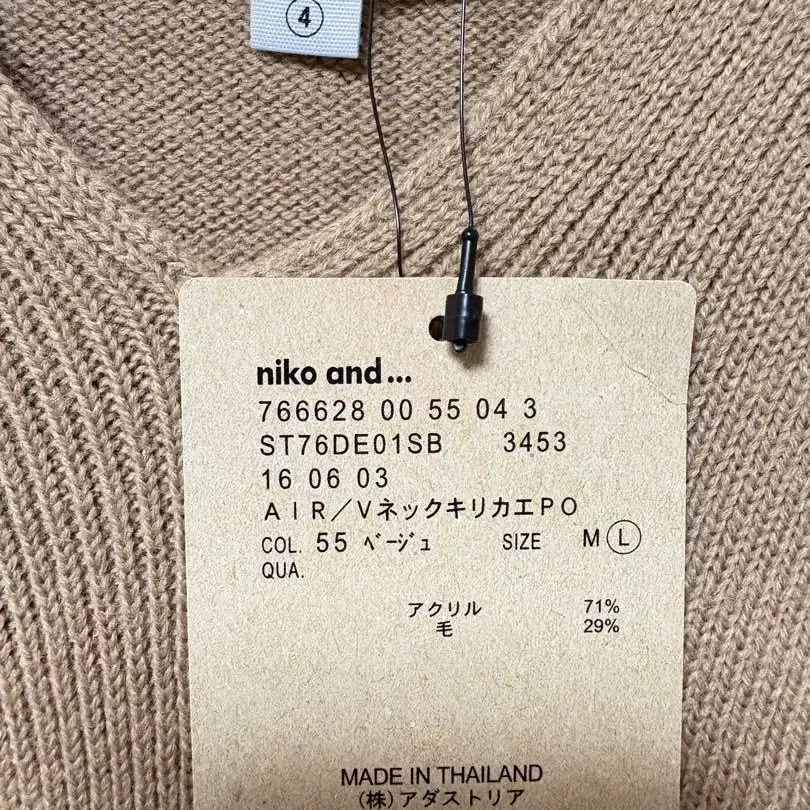 4
niko and...
766628 00 55 04 3
ST76DE01SB 3453
16 06 03
AIR/VネックキリカエPO
COL. 55 ﾍﾞｰｼﾞｭ SIZE M L
QUA.
アクリル 71%
毛 29%
MADE IN THAILAND
(株)アダストリア